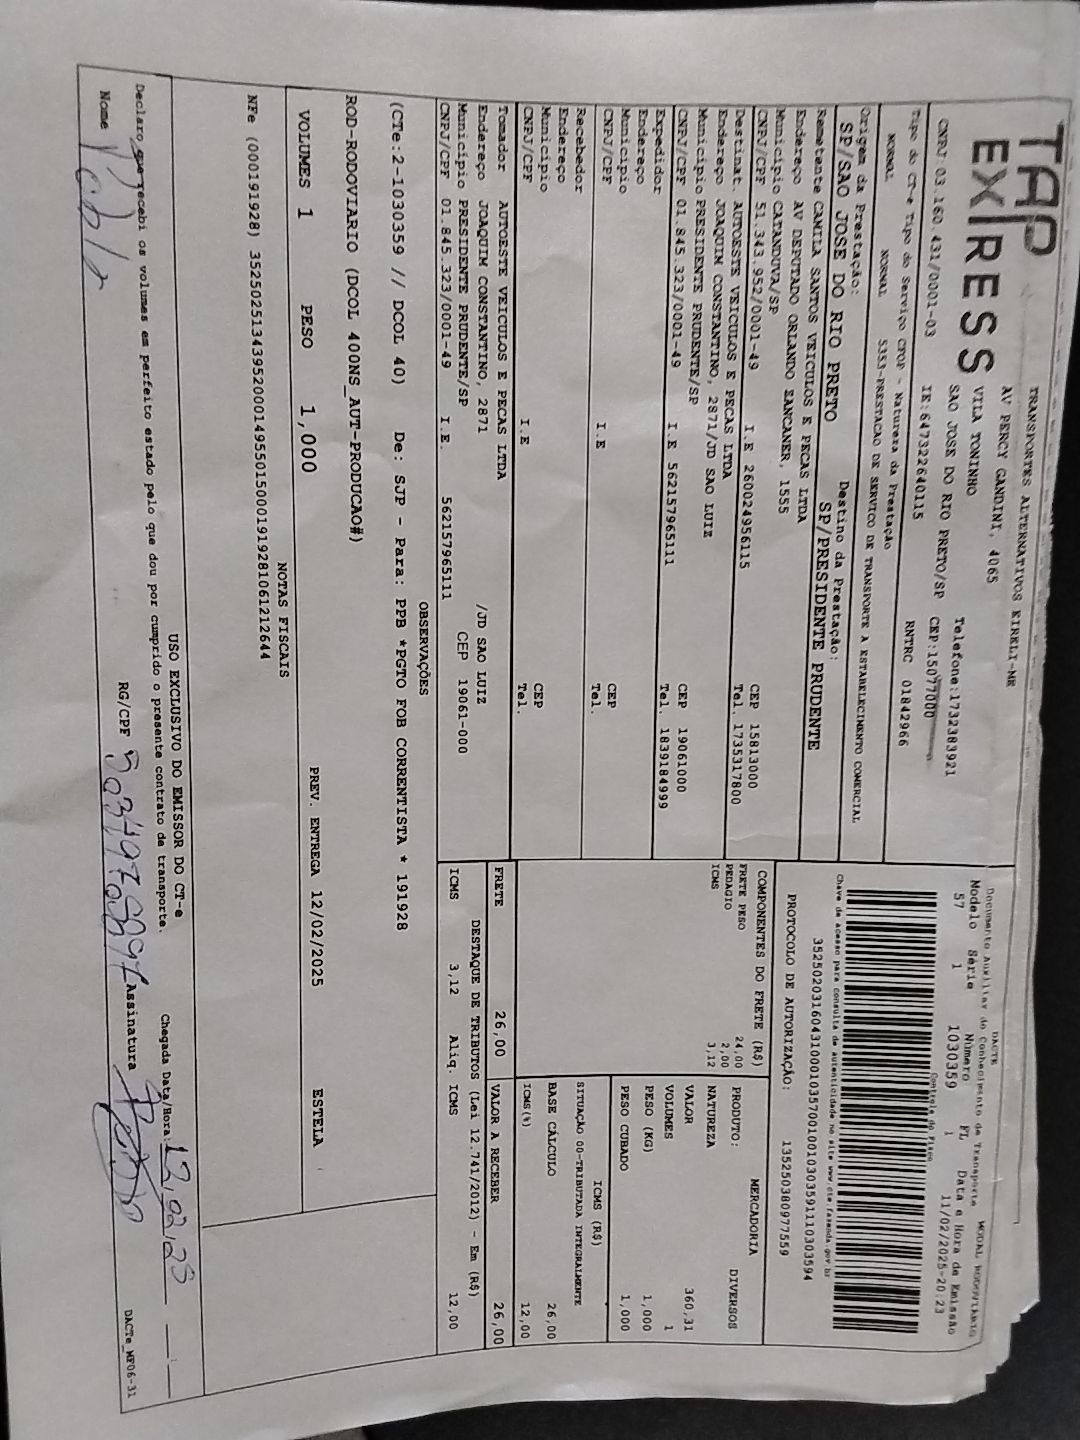 TAP
EX|RESS
TRANSPORTES ALTERNATIVOS EIRELI-ME
AV PERCY GANDINI, 4065
VILA TONINHO Telefone:1732383921
SAO JOSE DO RIO PRETO/SP CEP:15077000
CNPJ 03.160.431/0001-03 IE:647322640115 RNTRC 01842966
Tipo do CT-e Tipo do Serviço CFOP - Natureza da Prestação
NORMAL NORMAL 5353-PRESTACAO DE SERVICO DE TRANSPORTE A ESTABELECIMENTO COMERCIAL
Origem da Prestação: Destino da Prestação:
SP/SAO JOSE DO RIO PRETO SP/PRESIDENTE PRUDENTE
Remetente CAMILA SANTOS VEICULOS E PECAS LTDA
Endereço AV DEPUTADO ORLANDO SANCANER, 1555
Município CATANDUVA/SP CEP 15813000
CNPJ/CPF 51.343.952/0001-49 I.E 260024956115 Tel. 1735317800
Destinat. AUTOESTE VEICULOS E PECAS LTDA
Endereço JOAQUIM CONSTANTINO, 2871/JD SAO LUIZ
Município PRESIDENTE PRUDENTE/SP CEP 19061000
CNPJ/CPF 01.845.323/0001-49 I.E 562157965111 Tel. 1839184999
Expedidor
Endereço
Município CEP
CNPJ/CPF I.E Tel.
Recebedor
Endereço
Município CEP
CNPJ/CPF I.E Tel.
Tomador AUTOESTE VEICULOS E PECAS LTDA
Endereço JOAQUIM CONSTANTINO, 2871 /JD SAO LUIZ
Município PRESIDENTE PRUDENTE/SP CEP 19061-000
CNPJ/CPF 01.845.323/0001-49 I.E. 562157965111
DACTE
Documento Auxiliar do Conhecimento de Transporte MODAL RODOVIARIO
Modelo Série Número FL Data e Hora de Emissão
57 1 1030359 1 11/02/2025-20:23
Controle do Fisco
Chave de acesso para consulta de autenticidade no site www.cte.fazenda.gov.br
35250203160431000103570010010303591110303594
PROTOCOLO DE AUTORIZAÇÃO: 135250380977559
COMPONENTES DO FRETE (R$)
FRETE PESO 24,00
PEDAGIO 2,00
ICMS 3,12
PRODUTO: MERCADORIA
NATUREZA DIVERSOS
VALOR 360,31
VOLUMES 1
PESO (KG) 1,000
PESO CUBADO 1,000
ICMS (R$)
SITUAÇÃO 00-TRIBUTADA INTEGRALMENTE
BASE CÁLCULO 26,00
ICMS(%) 12,00
FRETE 26,00 VALOR A RECEBER 26,00
DESTAQUE DE TRIBUTOS (Lei 12.741/2012) - Em (R$)
ICMS 3,12 Aliq. ICMS 12,00
OBSERVAÇÕES
(CTe:2-1030359 // DCOL 40) De: SJP - Para: PPB *PGTO FOB CORRENTISTA * 191928
ROD-RODOVIARIO (DCOL 400NS_AUT-PRODUCAO#)
VOLUMES 1 PESO 1,000 PREV. ENTREGA 12/02/2025 ESTELA
NOTAS FISCAIS
NFe (000191928) 35250251343952000149550150001919281061212644
USO EXCLUSIVO DO EMISSOR DO CT-e
Declaro que recebi os volumes em perfeito estado pelo que dou por cumprido o presente contrato de transporte. Chegada Data/Hora:
Nome RG/CPF Assinatura
DACTe_MF06-31